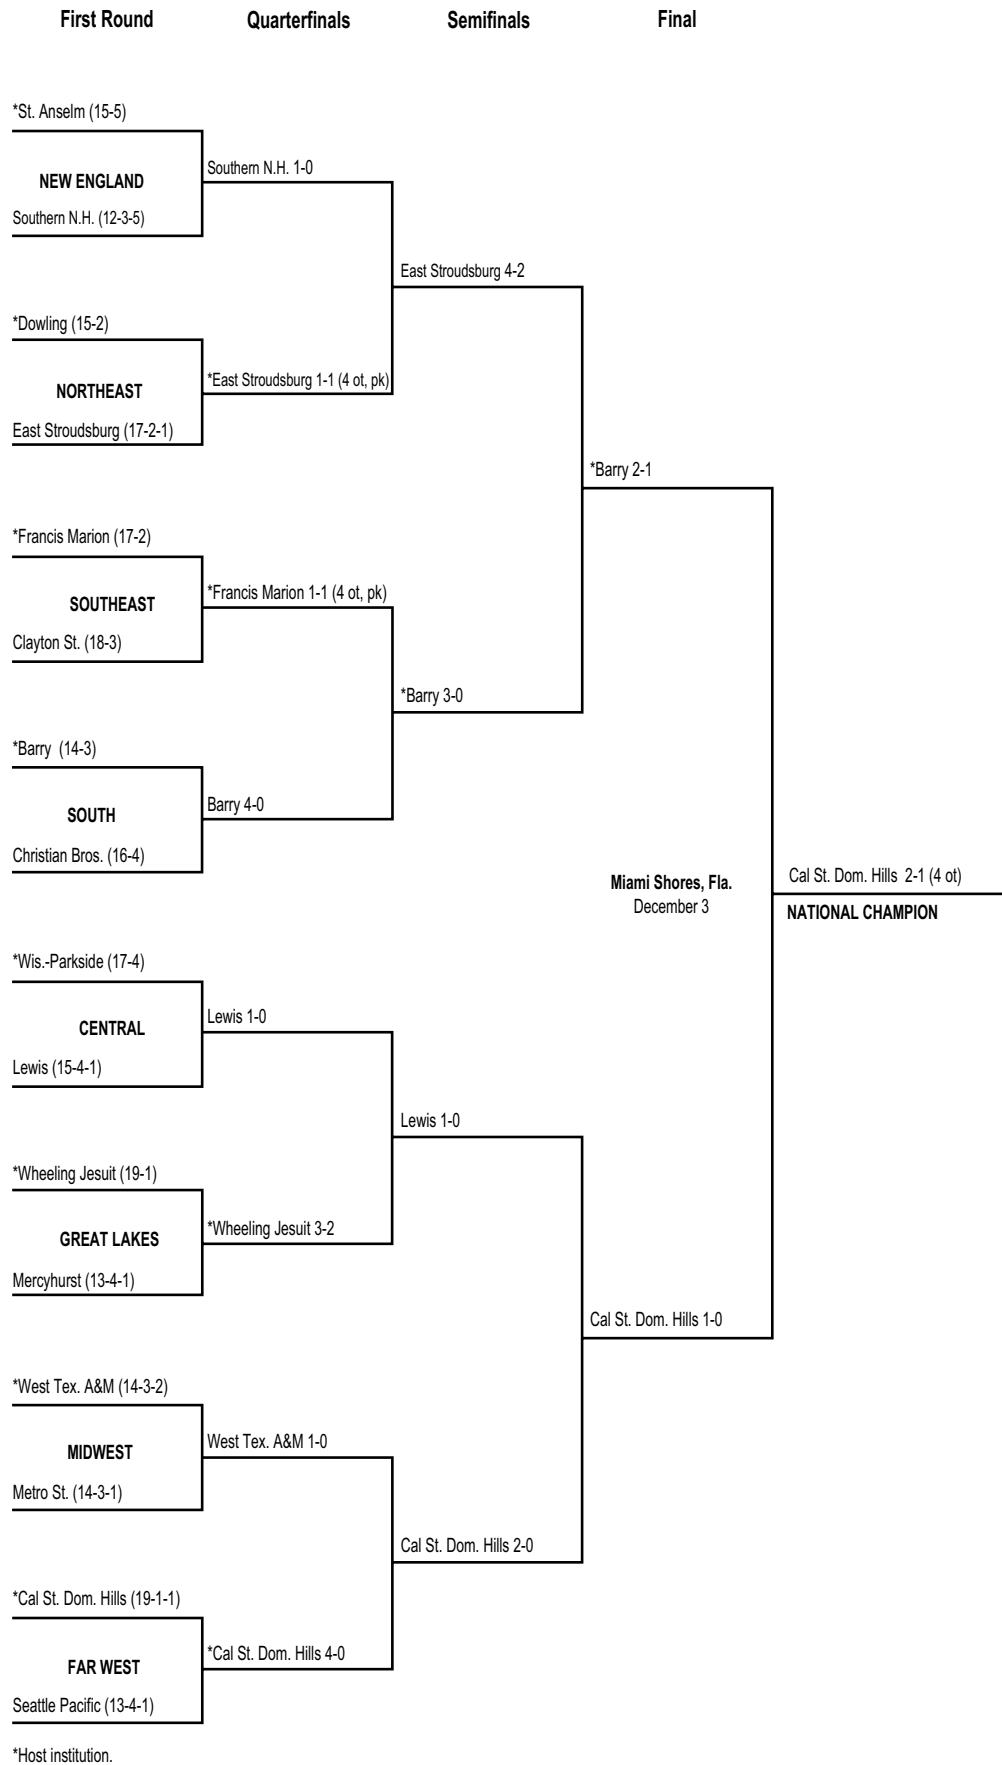 First Round
Quarterfinals
Semifinals
Final
*St. Anselm (15-5)
Southern N.H. 1-0
NEW ENGLAND
Southern N.H. (12-3-5)
East Stroudsburg 4-2
*Dowling (15-2)
*East Stroudsburg 1-1 (4 ot, pk)
NORTHEAST
East Stroudsburg (17-2-1)
*Barry 2-1
*Francis Marion (17-2)
*Francis Marion 1-1 (4 ot, pk)
SOUTHEAST
Clayton St. (18-3)
*Barry 3-0
*Barry  (14-3)
Barry 4-0
SOUTH
Christian Bros. (16-4)
Miami Shores, Fla.
December 3
Cal St. Dom. Hills  2-1 (4 ot)
NATIONAL CHAMPION
*Wis.-Parkside (17-4)
Lewis 1-0
CENTRAL
Lewis (15-4-1)
Lewis 1-0
*Wheeling Jesuit (19-1)
*Wheeling Jesuit 3-2
GREAT LAKES
Mercyhurst (13-4-1)
Cal St. Dom. Hills 1-0
*West Tex. A&M (14-3-2)
West Tex. A&M 1-0
MIDWEST
Metro St. (14-3-1)
Cal St. Dom. Hills 2-0
*Cal St. Dom. Hills (19-1-1)
*Cal St. Dom. Hills 4-0
FAR WEST
Seattle Pacific (13-4-1)
*Host institution.